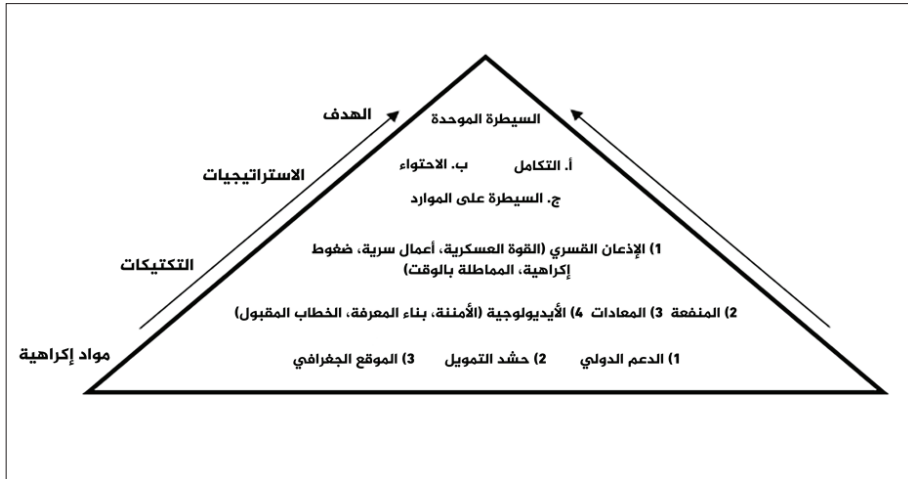 الهدف
السيطرة الموحدة
الاستراتيجيات
أ. التكامل ب. الاحتواء
ج. السيطرة على الموارد
التكتيكات
1) الإذعان القسري (القوة العسكرية، أعمال سرية، ضغوط
إكراهية، المماطلة بالوقت)
2) المنفعة 3) المعادات 4) الأيديولوجية (الأمننة، بناء المعرفة، الخطاب المقبول)
مواد إكراهية
1) الدعم الدولي 2) حشد التمويل 3) الموقع الجغرافي